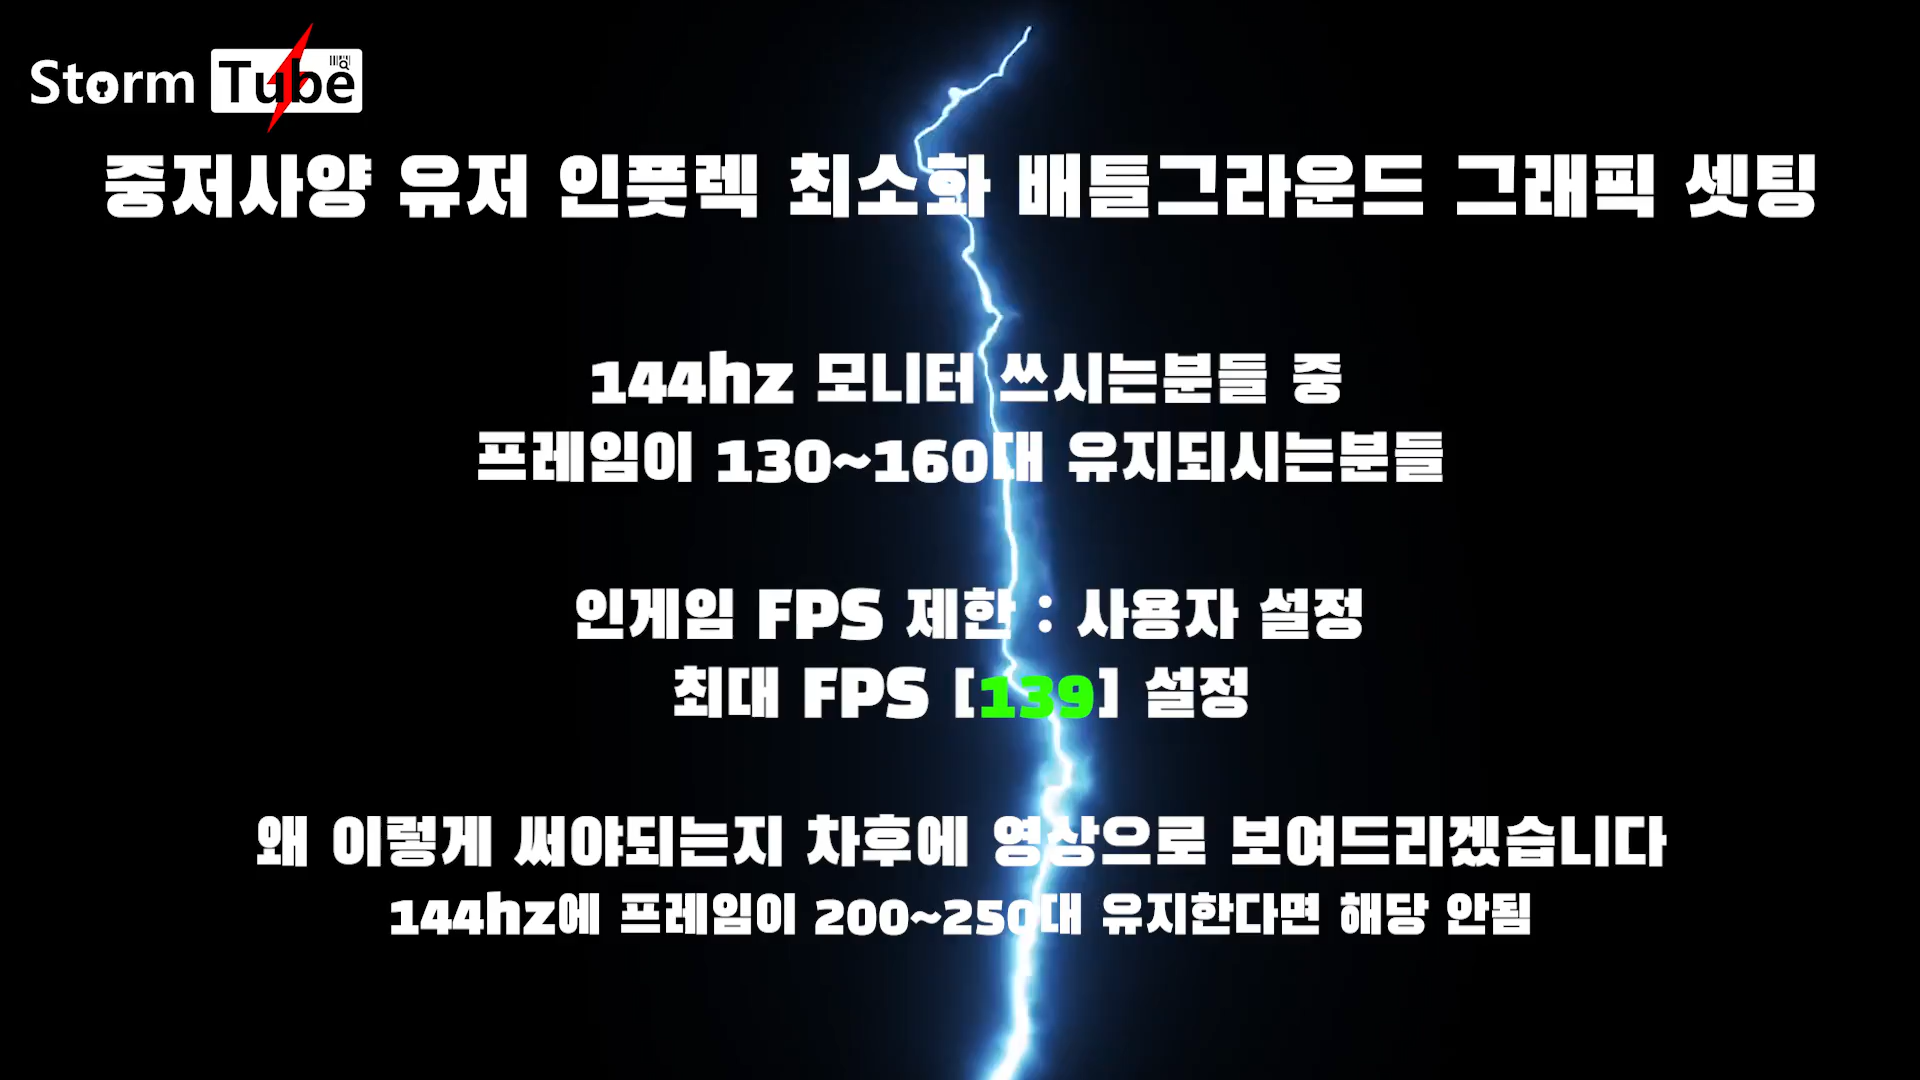 Storm Tube
중저사양 유저 인풋렉 최소화 배틀그라운드 그래픽 셋팅
144hz 모니터 쓰시는분들 중
프레임이 130~160대 유지되시는분들
인게임 FPS 제한 : 사용자 설정
최대 FPS [139] 설정
왜 이렇게 써야되는지 차후에 영상으로 보여드리겠습니다
144hz에 프레임이 200~250대 유지한다면 해당 안됨